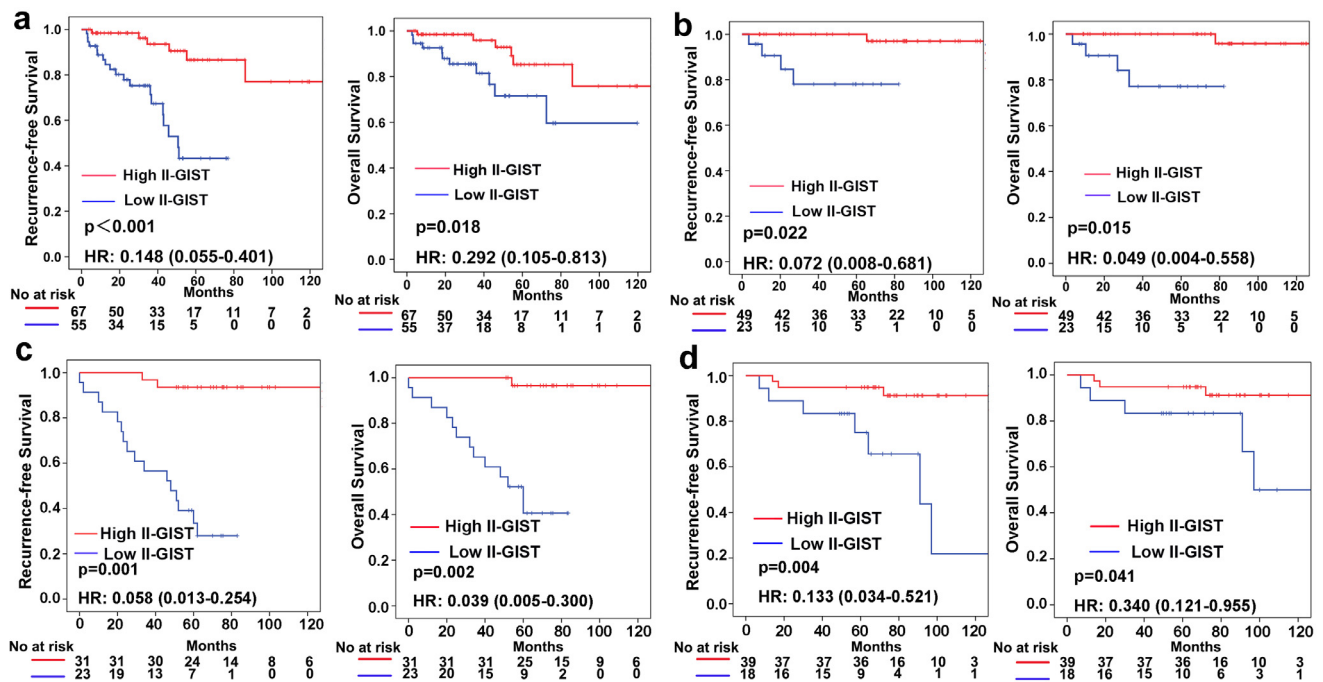 a
1.0
0.8
0.6
0.4
0.2
0.0
Recurrence-free Survival
High II-GIST
Low II-GIST
p<0.001
HR: 0.148 (0.055-0.401)
0 20 40 60 80 100 120
Months
No at risk
67 50 33 17 11 7 2
55 34 15 5 0 0 0
1.0
0.8
0.6
0.4
0.2
0.0
Overall Survival
High II-GIST
Low II-GIST
p=0.018
HR: 0.292 (0.105-0.813)
0 20 40 60 80 100 120
Months
67 50 34 17 11 7 2
55 37 18 8 1 1 0
b
1.0
0.8
0.6
0.4
0.2
0.0
Recurrence-free Survival
High II-GIST
Low II-GIST
p=0.022
HR: 0.072 (0.008-0.681)
0 20 40 60 80 100 120
Months
No at risk
49 42 36 33 22 10 5
23 15 10 5 1 0 0
1.0
0.8
0.6
0.4
0.2
0.0
Overall Survival
High II-GIST
Low II-GIST
p=0.015
HR: 0.049 (0.004-0.558)
0 20 40 60 80 100 120
Months
49 42 36 33 22 10 5
23 15 10 5 1 0 0
c
1.0
0.8
0.6
0.4
0.2
0.0
Recurrence-free Survival
High II-GIST
Low II-GIST
p=0.001
HR: 0.058 (0.013-0.254)
0 20 40 60 80 100 120
Months
No at risk
31 31 30 24 14 8 6
23 19 13 7 1 0 0
1.0
0.8
0.6
0.4
0.2
0.0
Overall Survival
High II-GIST
Low II-GIST
p=0.002
HR: 0.039 (0.005-0.300)
0 20 40 60 80 100 120
Months
31 31 31 25 15 9 6
23 20 15 9 2 0 0
d
1.0
0.8
0.6
0.4
0.2
0.0
Recurrence-free Survival
High II-GIST
Low II-GIST
p=0.004
HR: 0.133 (0.034-0.521)
0 20 40 60 80 100 120
Months
No at risk
39 37 37 36 16 10 3
18 16 15 9 4 1 1
1.0
0.8
0.6
0.4
0.2
0.0
Overall Survival
High II-GIST
Low II-GIST
p=0.041
HR: 0.340 (0.121-0.955)
0 20 40 60 80 100 120
Months
No at risk
39 37 37 36 16 10 3
18 16 15 10 6 3 1